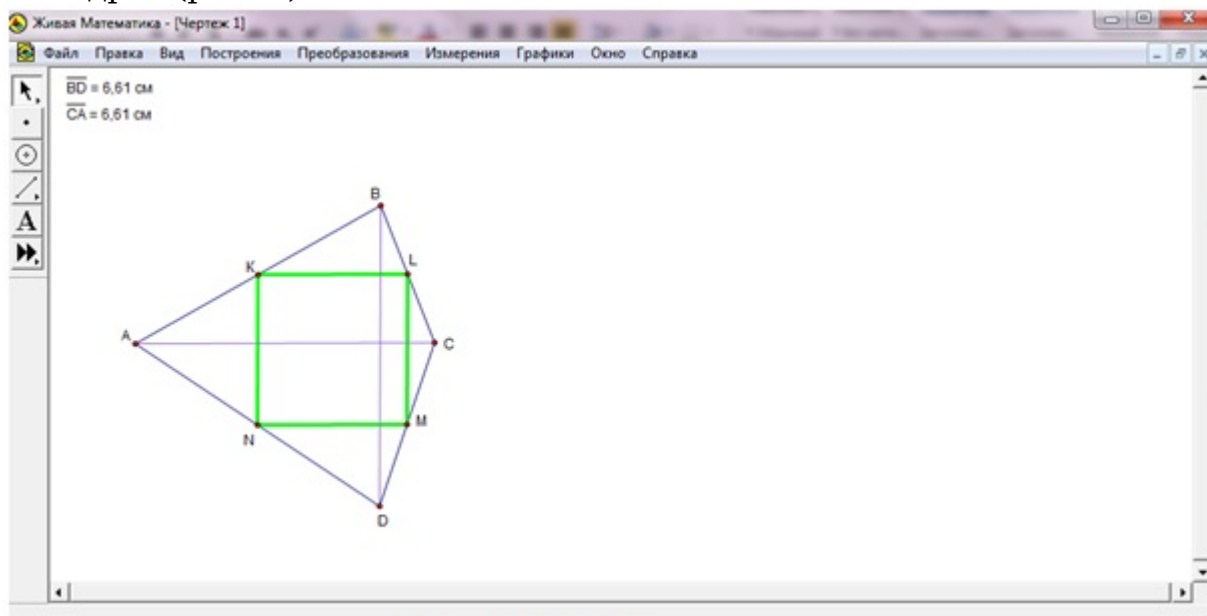 Живая Математика - [Чертеж 1]
Файл Правка Вид Построения Преобразования Измерения Графики Окно Справка
BD = 6,61 см
CA = 6,61 см
A
B
K
L
A
C
N
M
D